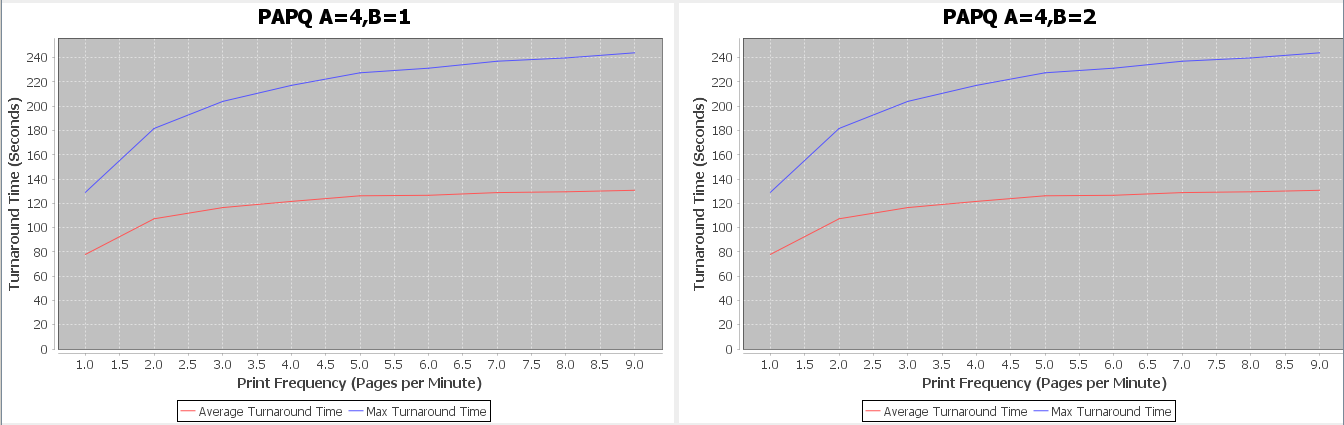 PAPQ A=4,B=1
Turnaround Time (Seconds)
240
220
200
180
160
140
120
100
80
60
40
20
0
1.0 1.5 2.0 2.5 3.0 3.5 4.0 4.5 5.0 5.5 6.0 6.5 7.0 7.5 8.0 8.5 9.0
Print Frequency (Pages per Minute)
Average Turnaround Time Max Turnaround Time
PAPQ A=4,B=2
Turnaround Time (Seconds)
240
220
200
180
160
140
120
100
80
60
40
20
0
1.0 1.5 2.0 2.5 3.0 3.5 4.0 4.5 5.0 5.5 6.0 6.5 7.0 7.5 8.0 8.5 9.0
Print Frequency (Pages per Minute)
Average Turnaround Time Max Turnaround Time